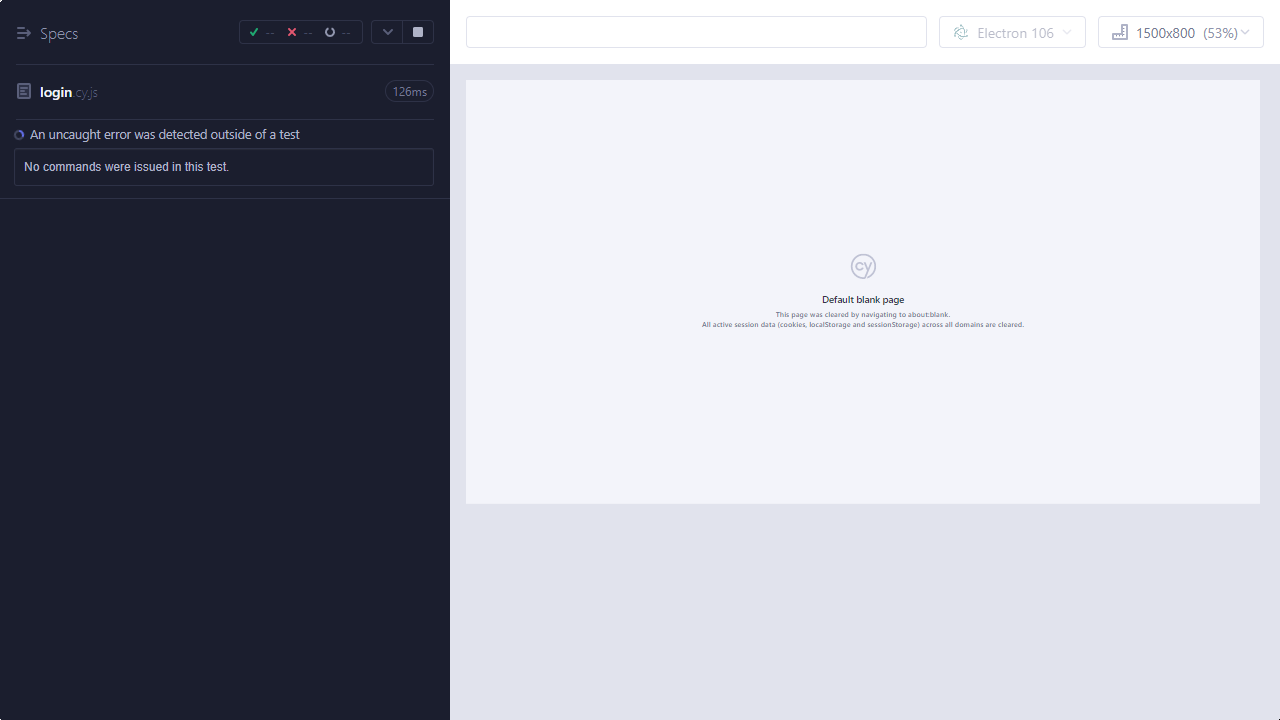 Specs
--
--
--
Electron 106
1500x800 (53%)
login.cy.js
126ms
An uncaught error was detected outside of a test
No commands were issued in this test.
cy
Default blank page
This page was cleared by navigating to about:blank.
All active session data (cookies, localStorage and sessionStorage) across all domains are cleared.